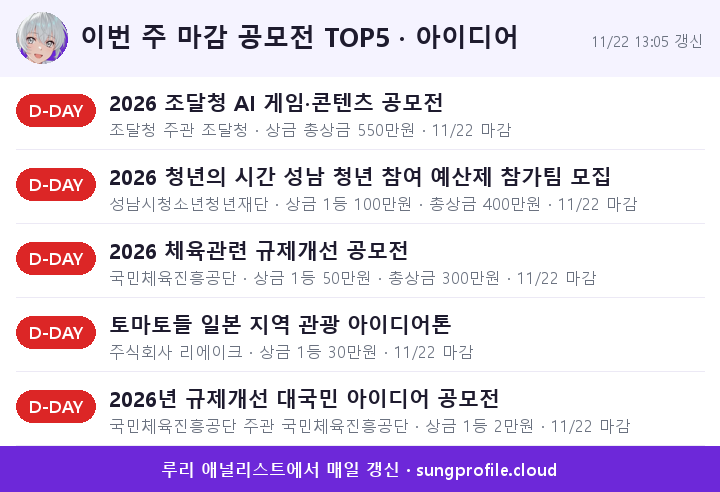 이번 주 마감 공모전 TOP5 · 아이디어
11/22 13:05 갱신
D-DAY
2026 조달청 AI 게임·콘텐츠 공모전
조달청 주관 조달청 · 상금 총상금 550만원 · 11/22 마감
D-DAY
2026 청년의 시간 성남 청년 참여 예산제 참가팀 모집
성남시청소년청년재단 · 상금 1등 100만원 · 총상금 400만원 · 11/22 마감
D-DAY
2026 체육관련 규제개선 공모전
국민체육진흥공단 · 상금 1등 50만원 · 총상금 300만원 · 11/22 마감
D-DAY
토마토들 일본 지역 관광 아이디어톤
주식회사 리에이크 · 상금 1등 30만원 · 11/22 마감
D-DAY
2026년 규제개선 대국민 아이디어 공모전
국민체육진흥공단 주관 국민체육진흥공단 · 상금 1등 2만원 · 11/22 마감
루리 애널리스트에서 매일 갱신 · sungprofile.cloud